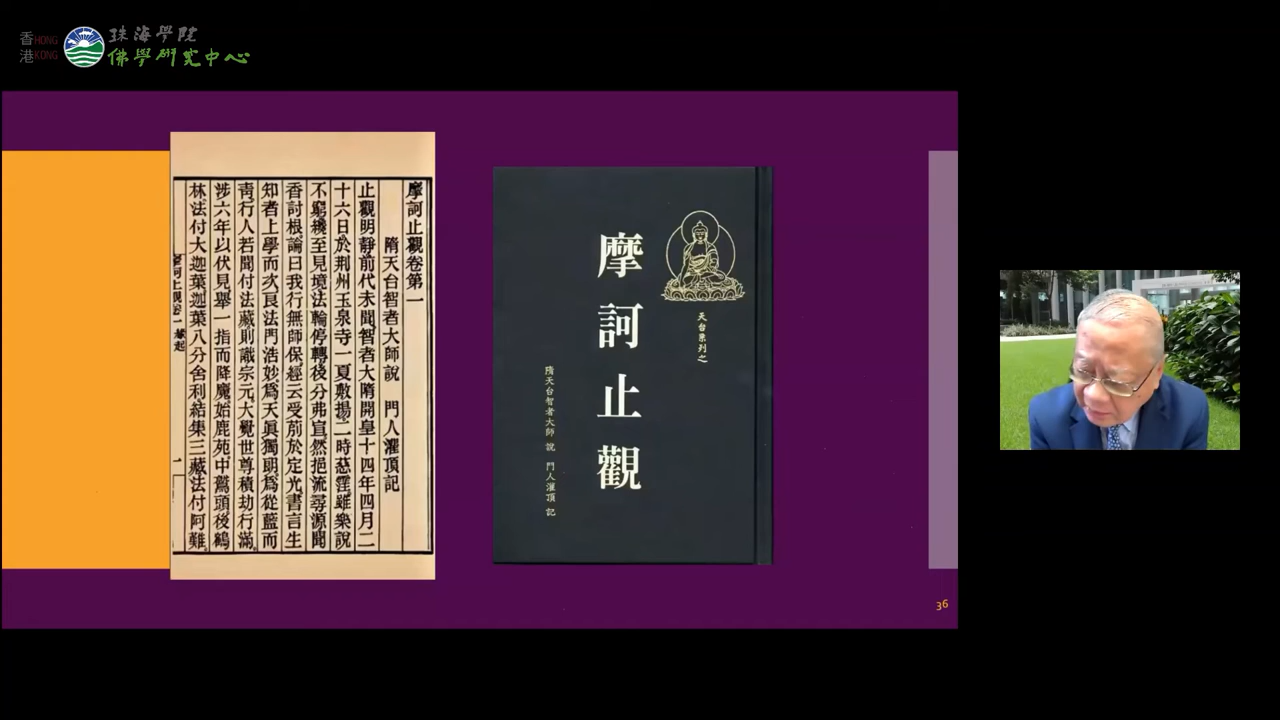 香港
HONG KONG
珠海學院
佛學研究中心
摩訶止觀卷第一
隋天台智者大師說 門人灌頂記
止觀明靜前代未聞智者大隋開皇十四年四月二
十六日於荆州玉泉寺一夏敷揚二時慈霔雖樂說
不窮纔至見境法輪停轉後分弗宣然挹流尋源聞
香討根論曰我行無師保經云受莂於定光書言生
知者上學而次良法門浩妙爲天眞獨朗爲從藍而
靑行人若聞付法藏則識宗元大覺世尊積劫行滿
涉六年以伏見舉一指而降魔始鹿苑中鷲頭後鶴
林法付大迦葉迦葉八分舍利結集三藏法付阿難
一
天台系列之
摩訶止觀
隋天台智者大師 說 門人灌頂 記
36